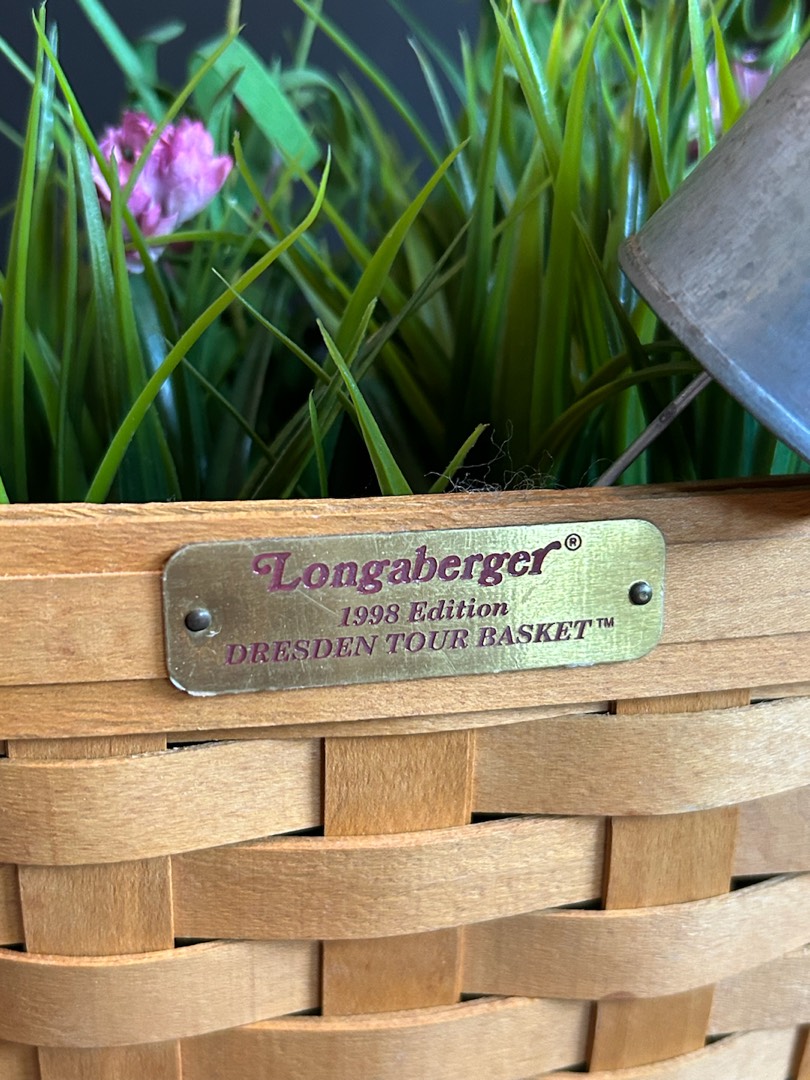 Longaberger®
1998 Edition
DRESDEN TOUR BASKET™